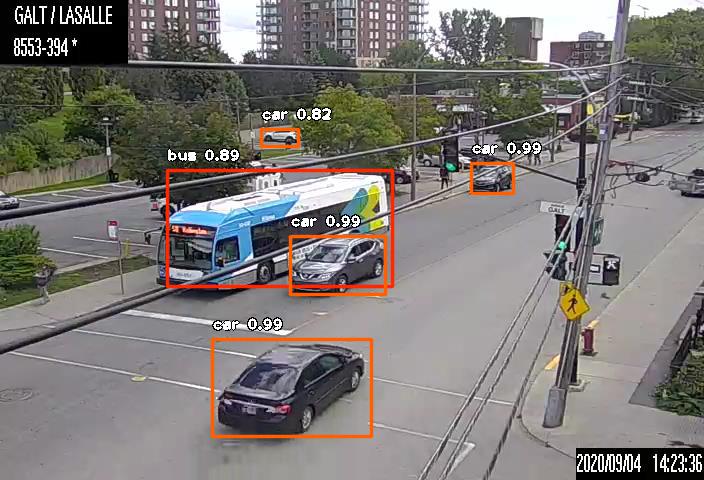 GALT / LASALLE
8553-394 *
car 0.82
car 0.99
bus 0.89
car 0.99
GALT
car 0.99
2020/09/04 14:23:36